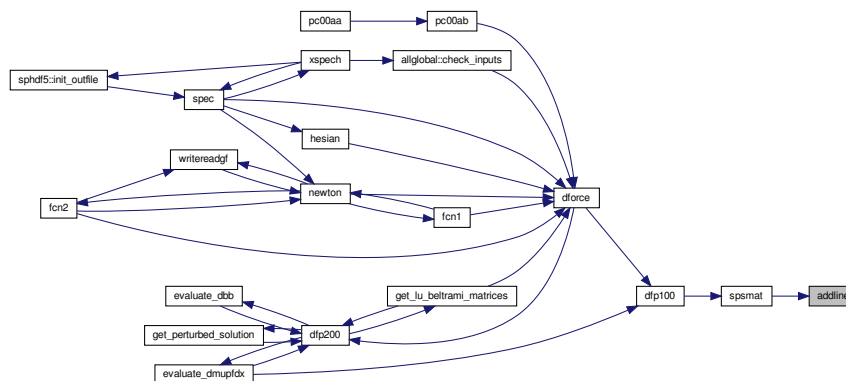 pc00aa
pc00ab
xspech
allglobal::check_inputs
sphdf5::init_outfile
spec
hesian
writereadgf
newton
dforce
fcn2
fcn1
evaluate_dbb
get_lu_beltrami_matrices
dfp100
spsmat
addline
get_perturbed_solution
dfp200
evaluate_dmupfdx